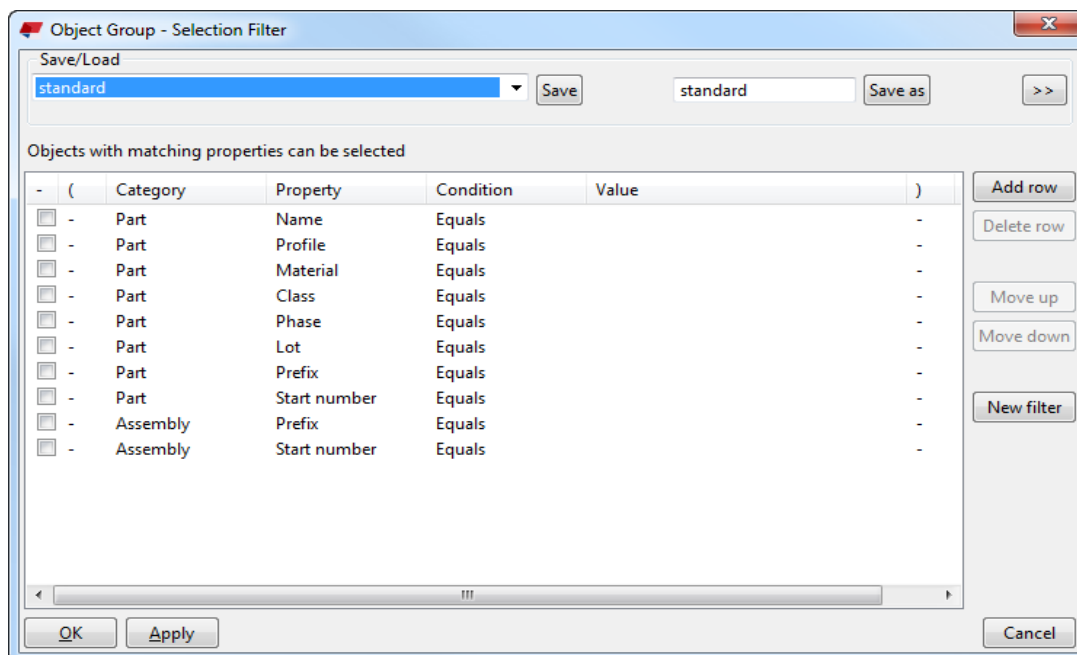 Object Group - Selection Filter
Save/Load
standard Save standard Save as >>
Objects with matching properties can be selected
- ( Category Property Condition Value )
- Part Name Equals -
- Part Profile Equals -
- Part Material Equals -
- Part Class Equals -
- Part Phase Equals -
- Part Lot Equals -
- Part Prefix Equals -
- Part Start number Equals -
- Assembly Prefix Equals -
- Assembly Start number Equals -
Add row
Delete row
Move up
Move down
New filter
OK Apply Cancel